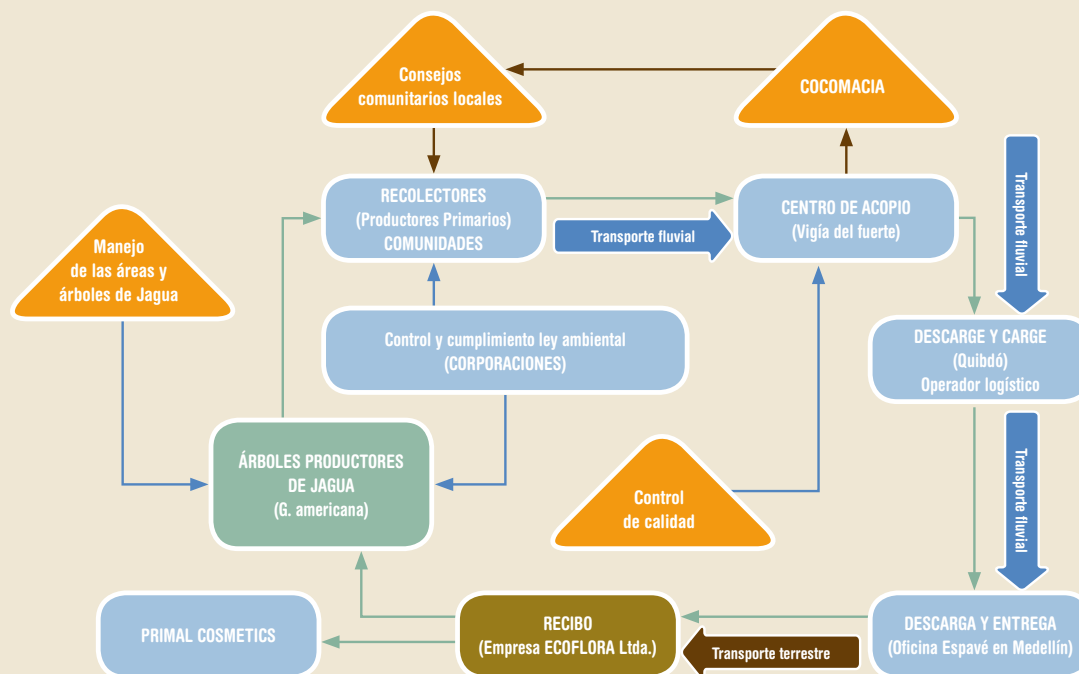 Consejos
comunitarios locales
COCOMACIA
RECOLECTORES
(Productores Primarios)
COMUNIDADES
Transporte fluvial
CENTRO DE ACOPIO
(Vigía del fuerte)
Transporte fluvial
Manejo
de las áreas y
árboles de Jagua
Control y cumplimiento ley ambiental
(CORPORACIONES)
DESCARGE Y CARGE
(Quibdó)
Operador logístico
ÁRBOLES PRODUCTORES
DE JAGUA
(G. americana)
Control
de calidad
Transporte fluvial
PRIMAL COSMETICS
RECIBO
(Empresa ECOFLORA Ltda.)
Transporte terrestre
DESCARGA Y ENTREGA
(Oficina Espavé en Medellín)